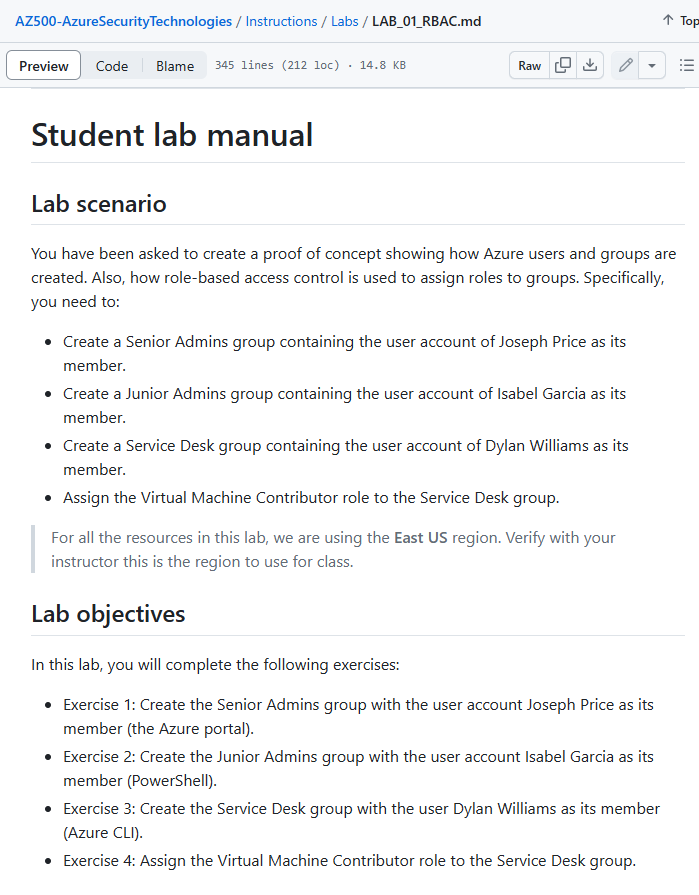 AZ500-AzureSecurityTechnologies / Instructions / Labs / LAB_01_RBAC.md
Top
Preview Code Blame 345 lines (212 loc) · 14.8 KB Raw
Student lab manual
Lab scenario
You have been asked to create a proof of concept showing how Azure users and groups are
created. Also, how role-based access control is used to assign roles to groups. Specifically,
you need to:
• Create a Senior Admins group containing the user account of Joseph Price as its
member.
• Create a Junior Admins group containing the user account of Isabel Garcia as its
member.
• Create a Service Desk group containing the user account of Dylan Williams as its
member.
• Assign the Virtual Machine Contributor role to the Service Desk group.
For all the resources in this lab, we are using the East US region. Verify with your
instructor this is the region to use for class.
Lab objectives
In this lab, you will complete the following exercises:
• Exercise 1: Create the Senior Admins group with the user account Joseph Price as its
member (the Azure portal).
• Exercise 2: Create the Junior Admins group with the user account Isabel Garcia as its
member (PowerShell).
• Exercise 3: Create the Service Desk group with the user Dylan Williams as its member
(Azure CLI).
• Exercise 4: Assign the Virtual Machine Contributor role to the Service Desk group.